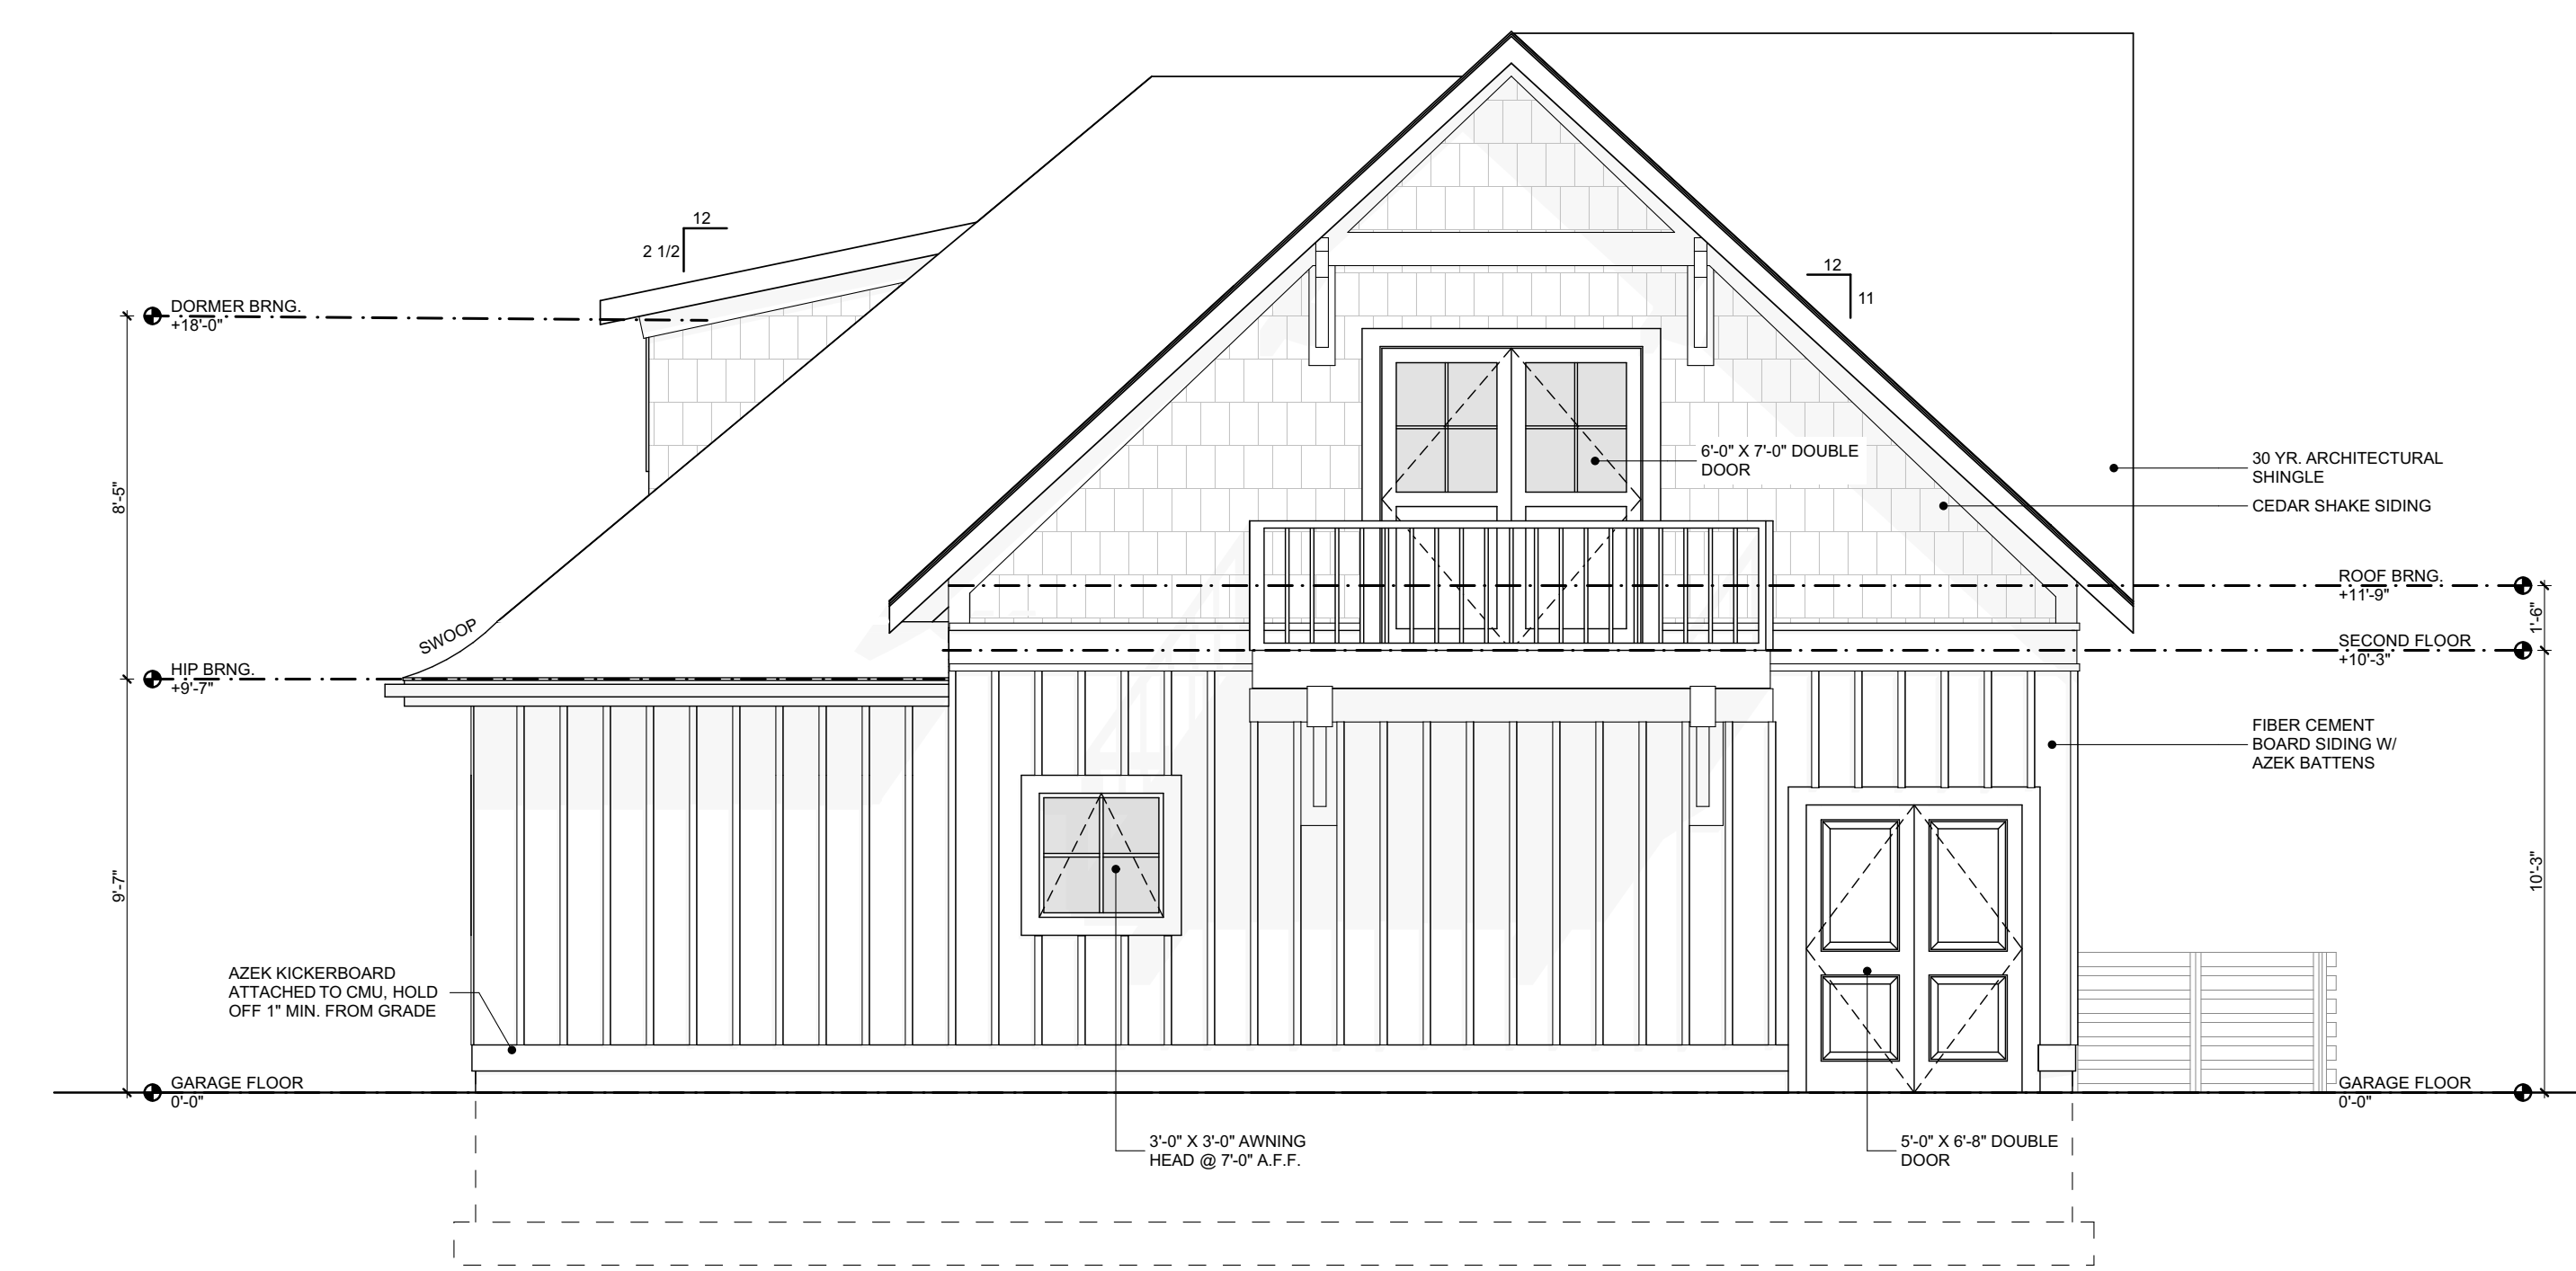 12
2 1/2
12
11
DORMER BRNG.
+18'-0"
6'-0" X 7'-0" DOUBLE
DOOR
30 YR. ARCHITECTURAL
SHINGLE
CEDAR SHAKE SIDING
8'-5"
ROOF BRNG.
+11'-9"
1'-6"
SWOOP
SECOND FLOOR
+10'-3"
HIP BRNG.
+9'-7"
FIBER CEMENT
BOARD SIDING W/
AZEK BATTENS
9'-7"
10'-3"
AZEK KICKERBOARD
ATTACHED TO CMU, HOLD
OFF 1" MIN. FROM GRADE
GARAGE FLOOR
0'-0"
GARAGE FLOOR
0'-0"
3'-0" X 3'-0" AWNING
HEAD @ 7'-0" A.F.F.
5'-0" X 6'-8" DOUBLE
DOOR